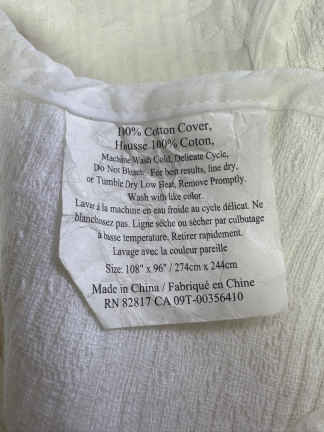 100% Cotton Cover,
Hausse 100% Coton,
Machine Wash Cold, Delicate Cycle,
Do Not Bleach. For best results, line dry,
or Tumble Dry Low Heat, Remove Promptly.
Wash with like color.
Lavar à la machine en eau froide au cycle délicat. Ne
blanchissez pas. Ligne sèche ou sécher par culbutage
à basse temperature, Retirer rapidement.
Lavage avec la couleur pareille
Size: 108" x 96" / 274cm x 244cm
Made in China / Fabriqué en Chine
RN 82817 CA 09T-00356410